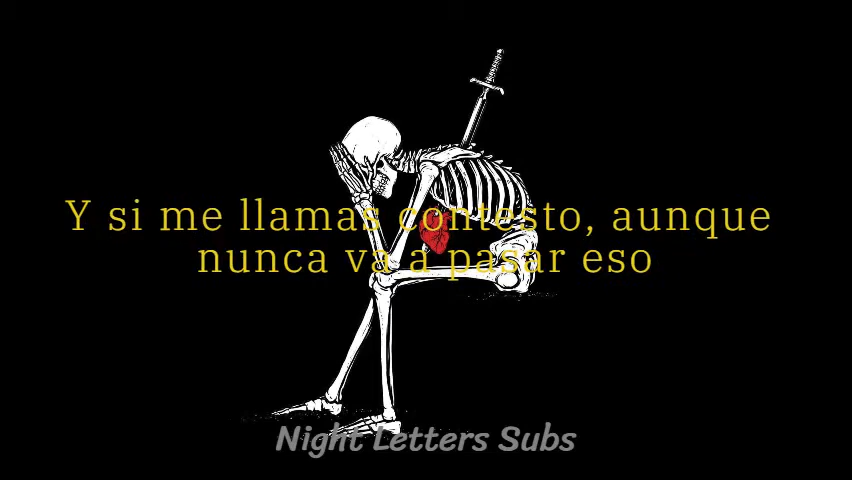 Y si me llamas contesto, aunque
nunca va a pasar eso
Night Letters Subs